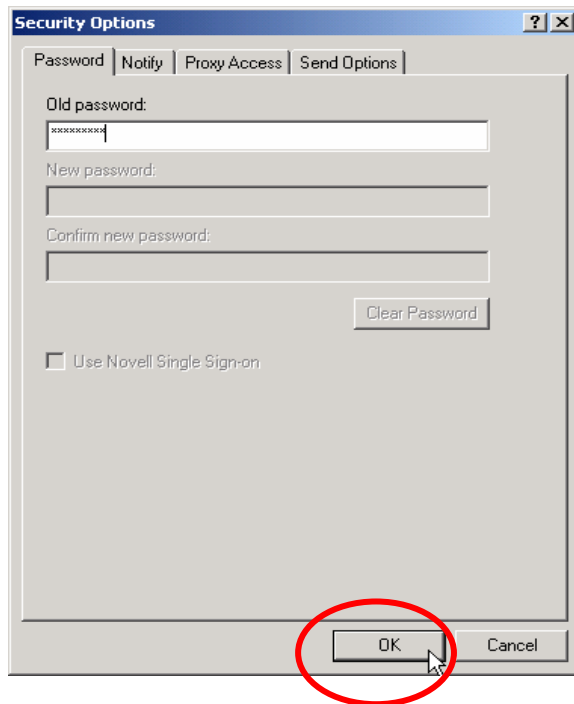 Security Options
Password Notify Proxy Access Send Options
Old password:
xxxxxxxxx
New password:
Confirm new password:
Clear Password
Use Novell Single Sign-on
OK Cancel